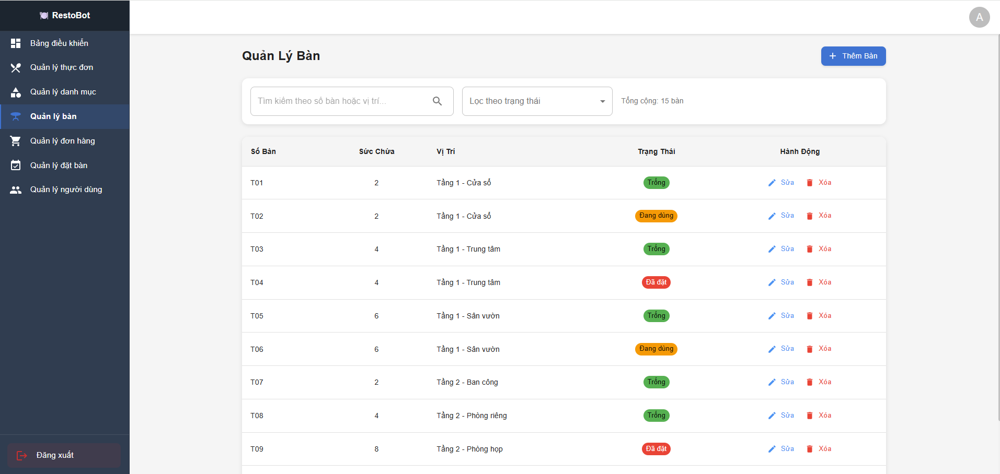 RestoBot
A
Bảng điều khiển
Quản lý thực đơn
Quản lý danh mục
Quản lý bàn
Quản lý đơn hàng
Quản lý đặt bàn
Quản lý người dùng
Đăng xuất
Quản Lý Bàn
+ Thêm Bàn
Tìm kiếm theo số bàn hoặc vị trí...
Lọc theo trạng thái
Tổng cộng: 15 bàn
Số Bàn Sức Chứa Vị Trí Trạng Thái Hành Động
T01 2 Tầng 1 - Cửa sổ Trống Sửa Xóa
T02 2 Tầng 1 - Cửa sổ Đang dùng Sửa Xóa
T03 4 Tầng 1 - Trung tâm Trống Sửa Xóa
T04 4 Tầng 1 - Trung tâm Đã đặt Sửa Xóa
T05 6 Tầng 1 - Sân vườn Trống Sửa Xóa
T06 6 Tầng 1 - Sân vườn Đang dùng Sửa Xóa
T07 2 Tầng 2 - Ban công Trống Sửa Xóa
T08 4 Tầng 2 - Phòng riêng Trống Sửa Xóa
T09 8 Tầng 2 - Phòng họp Đã đặt Sửa Xóa